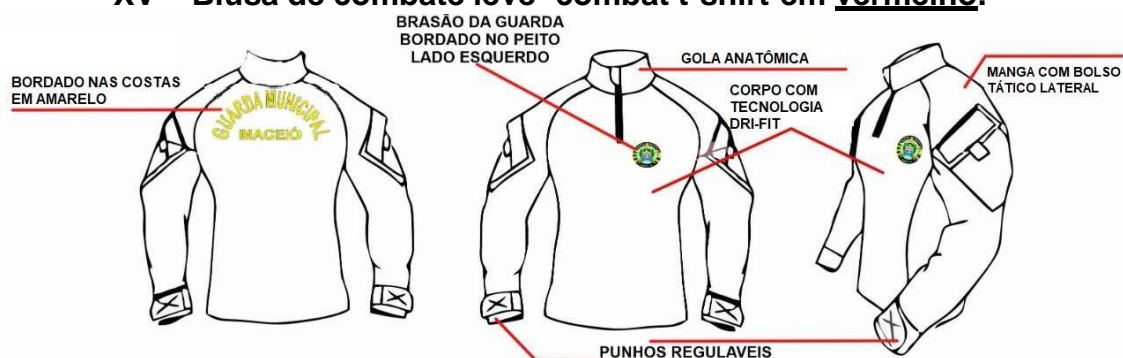 XV – Blusa de combate leve "combat t-shirt"em vermelho:
BRASÃO DA GUARDA
BORDADO NO PEITO
LADO ESQUERDO
BORDADO NAS COSTAS
EM AMARELO
GUARDA MUNICIPAL
MACEIÓ
GOLA ANATÔMICA
CORPO COM
TECNOLOGIA
DRI-FIT
MANGA COM BOLSO
TÁTICO LATERAL
PUNHOS REGULAVEIS